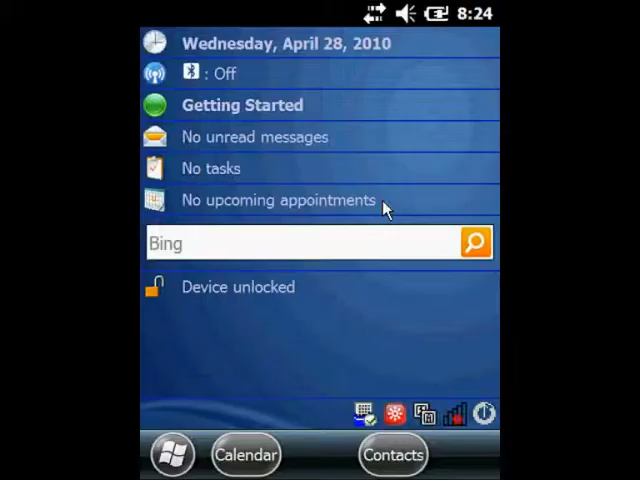 8:24
Wednesday, April 28, 2010
: Off
Getting Started
No unread messages
No tasks
No upcoming appointments
Bing
Device unlocked
Calendar
Contacts